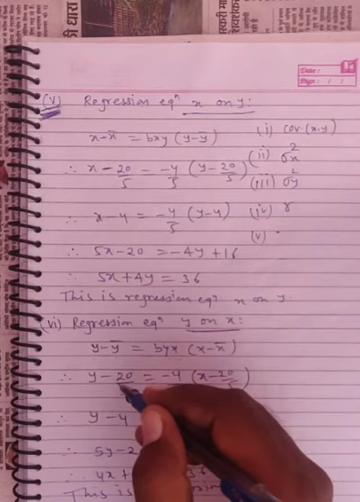 Date:
Page: / /
(v) Regression eqⁿ x on y:
x-x̄ = bxy (y-ȳ) (i) cov(x,y)
∴ x - 20/5 = -4/5 (y - 20/5) (ii) σx²
(iii) σy²
∴ x-4 = -4/5 (y-4) (iv) r
(v)
∴ 5x-20 = -4y+16
∴ 5x+4y = 36
This is regression eqⁿ x on y.
(vi) Regression eqⁿ y on x:
y-ȳ = byx (x-x̄)
∴ y - 20/5 = -4/5 (x - 20/5)
∴ y-4
∴ 5y-2
∴ 4x+ 36
This is